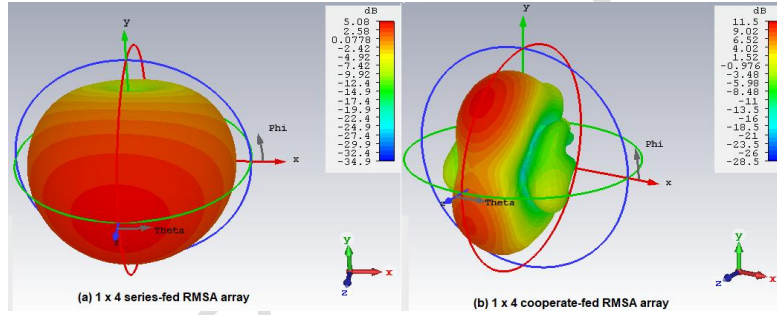 dB
5.08
2.58
0.0778
-2.42
-4.92
-7.42
-9.92
-12.4
-14.9
-17.4
-19.9
-22.4
-24.9
-27.4
-29.9
-32.4
-34.9
y
Phi
x
Theta
z
y
x
z
(a) 1 x 4 series-fed RMSA array
dB
11.5
9.02
6.52
4.02
1.52
-0.976
-3.48
-5.98
-8.48
-11
-13.5
-16
-18.5
-21
-23.5
-26
-28.5
y
Phi
x
Theta
z
y
x
z
(b) 1 x 4 cooperate-fed RMSA array